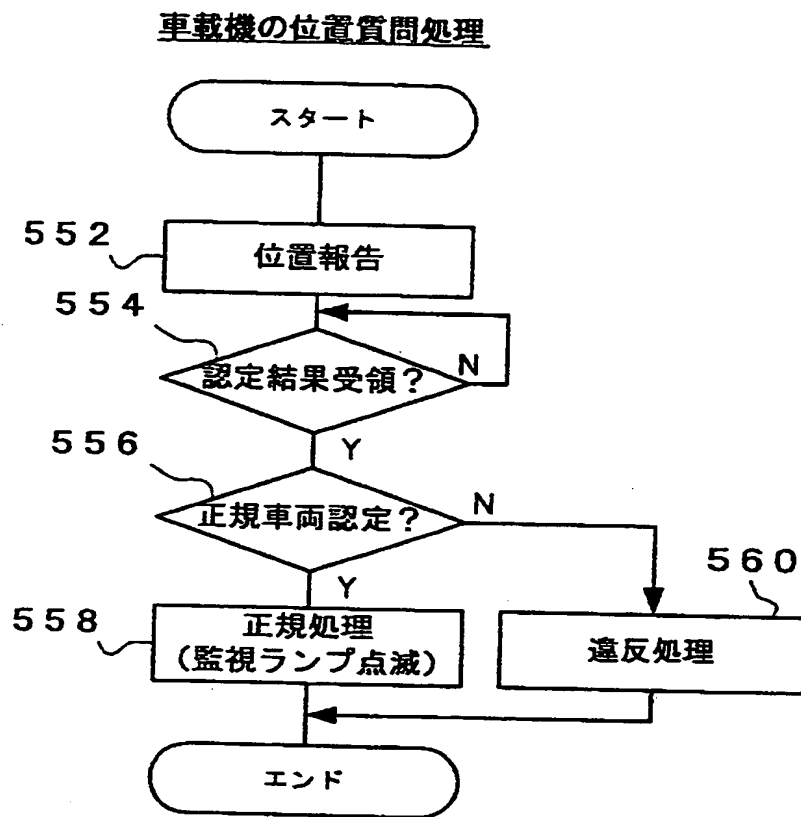 車載機の位置質問処理
スタート
552
位置報告
554
認定結果受領？
N
Y
556
正規車両認定？
N
Y
560
558
正規処理
（監視ランプ点滅）
違反処理
エンド